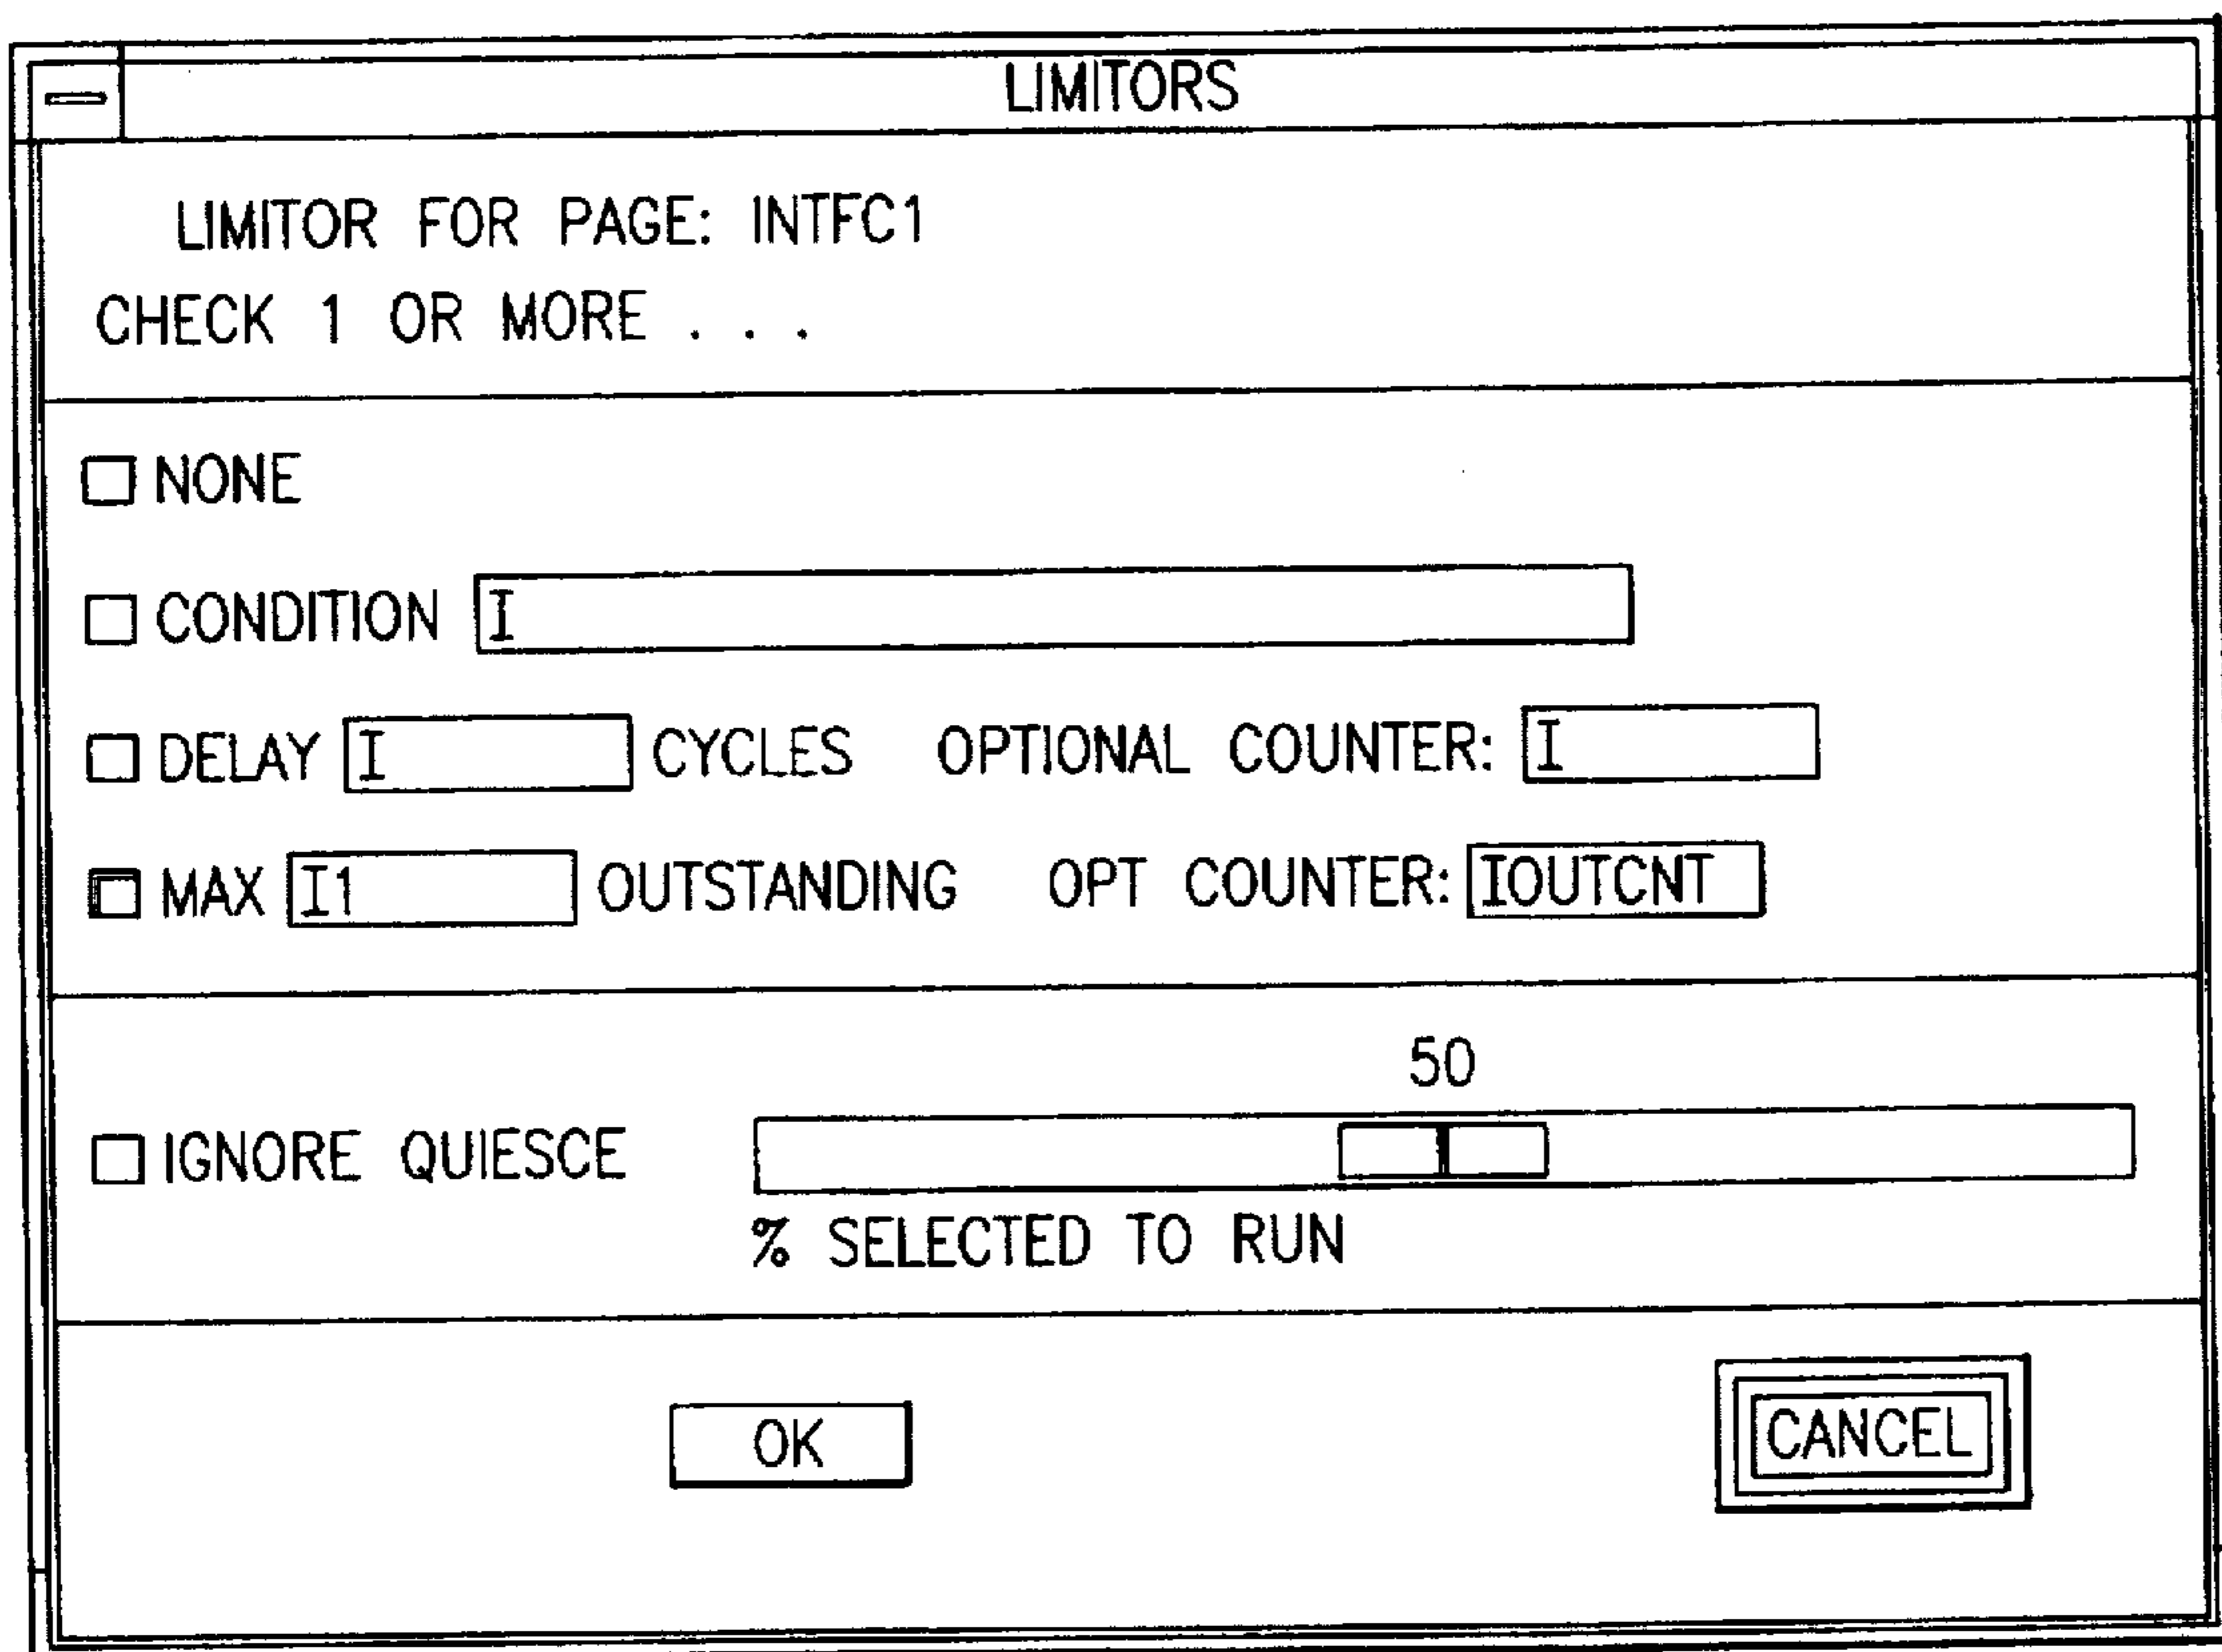 LIMITORS
LIMITOR FOR PAGE: INTFC1
CHECK 1 OR MORE . . .
NONE
CONDITION I
DELAY I CYCLES OPTIONAL COUNTER: I
MAX I1 OUTSTANDING OPT COUNTER: IOUTCNT
50
IGNORE QUIESCE
% SELECTED TO RUN
OK CANCEL